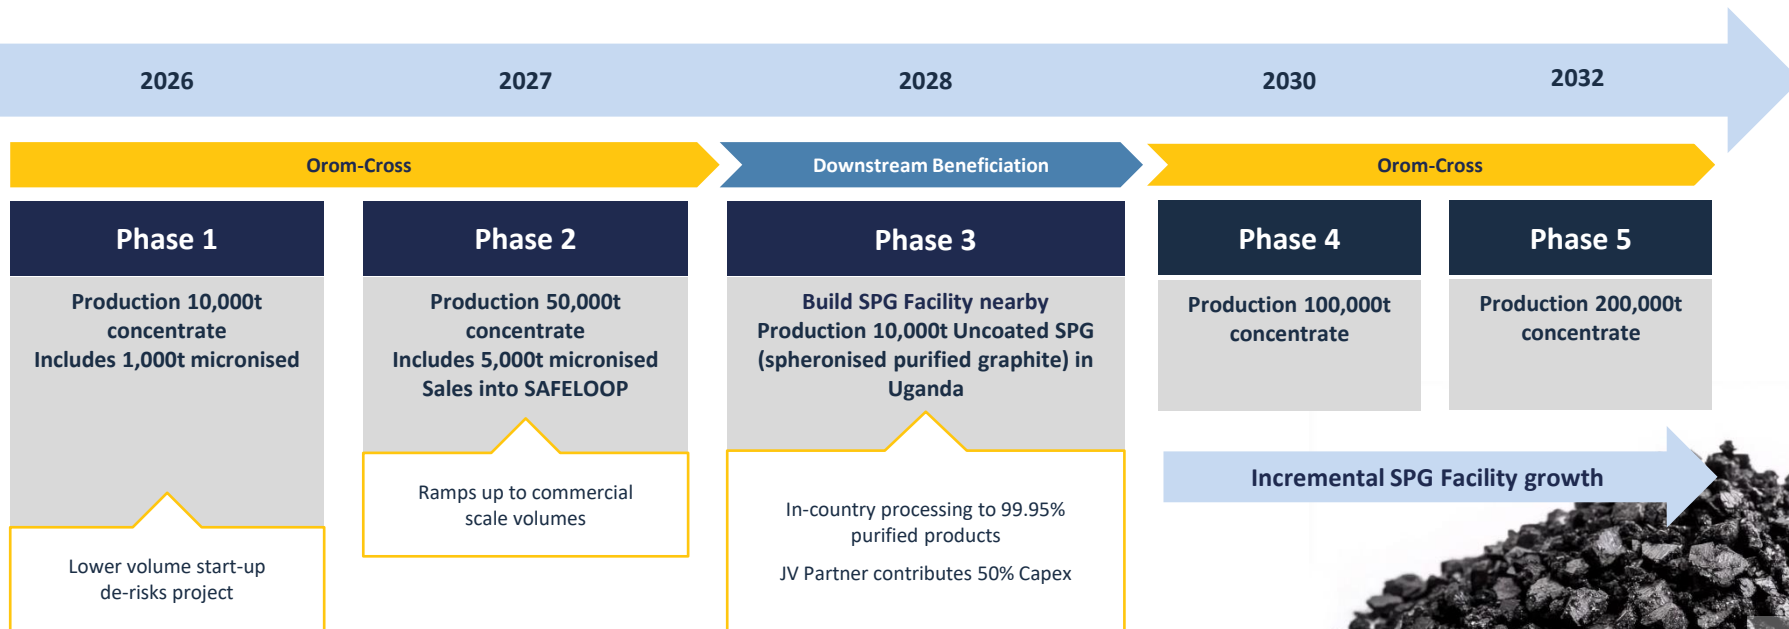 2026
2027
2028
2030
2032
Orom-Cross
Downstream Beneficiation
Orom-Cross
Phase 1
Production 10,000t
concentrate
Includes 1,000t micronised
Lower volume start-up
de-risks project
Phase 2
Production 50,000t
concentrate
Includes 5,000t micronised
Sales into SAFELOOP
Ramps up to commercial
scale volumes
Phase 3
Build SPG Facility nearby
Production 10,000t Uncoated SPG
(spheronised purified graphite) in
Uganda
In-country processing to 99.95%
purified products
JV Partner contributes 50% Capex
Phase 4
Production 100,000t
concentrate
Phase 5
Production 200,000t
concentrate
Incremental SPG Facility growth